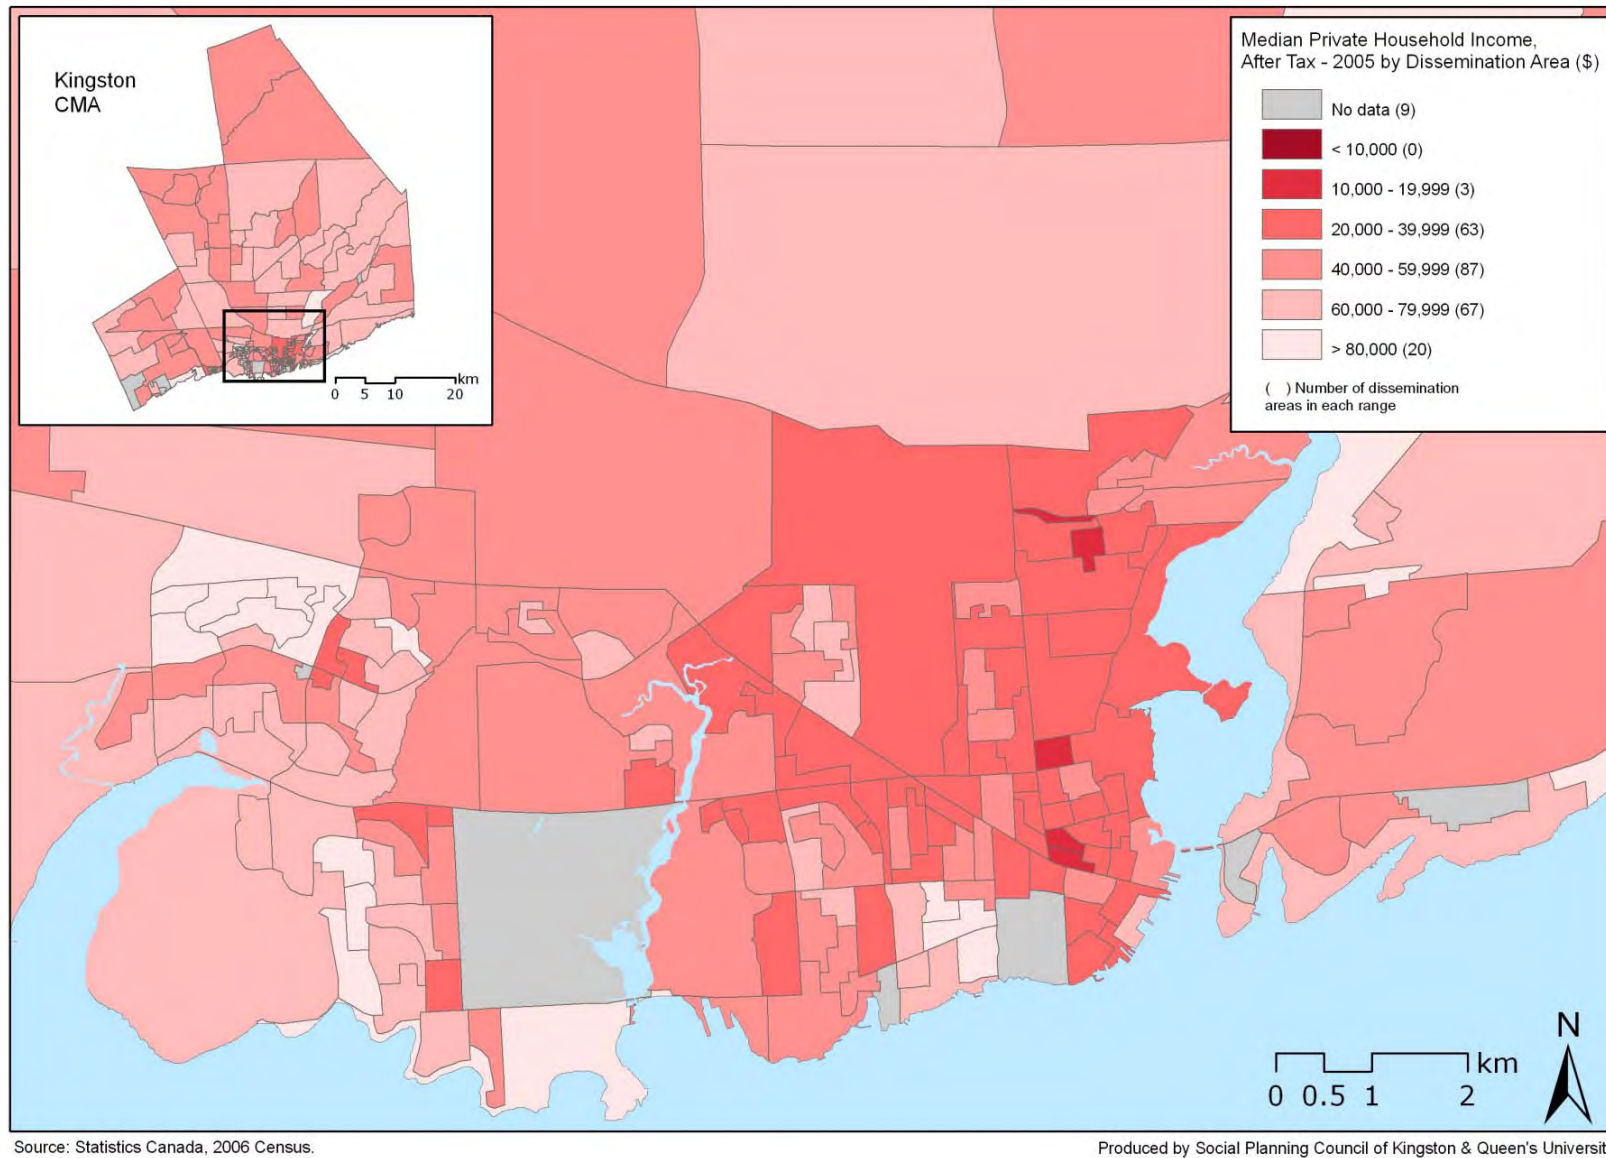 Kingston
CMA
km
0 5 10 20
Median Private Household Income,
After Tax - 2005 by Dissemination Area ($)
No data (9)
< 10,000 (0)
10,000 - 19,999 (3)
20,000 - 39,999 (63)
40,000 - 59,999 (87)
60,000 - 79,999 (67)
> 80,000 (20)
( ) Number of dissemination
areas in each range
N
km
0 0.5 1 2
Source: Statistics Canada, 2006 Census.
Produced by Social Planning Council of Kingston & Queen's Universit